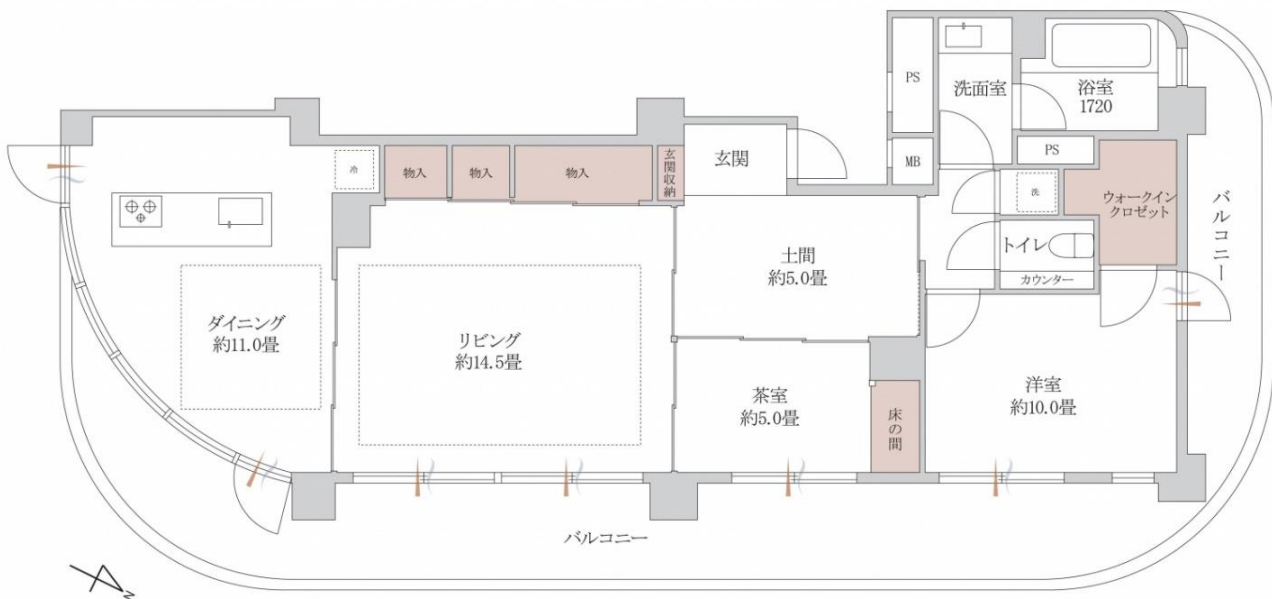 PS
洗面室
浴室
1720
玄関
MB
PS
冷
物入
物入
物入
玄関収納
洗
ウォークイン
クロゼット
バルコニー
トイレ
カウンター
土間
約5.0畳
ダイニング
約11.0畳
リビング
約14.5畳
茶室
約5.0畳
床の間
洋室
約10.0畳
バルコニー
N